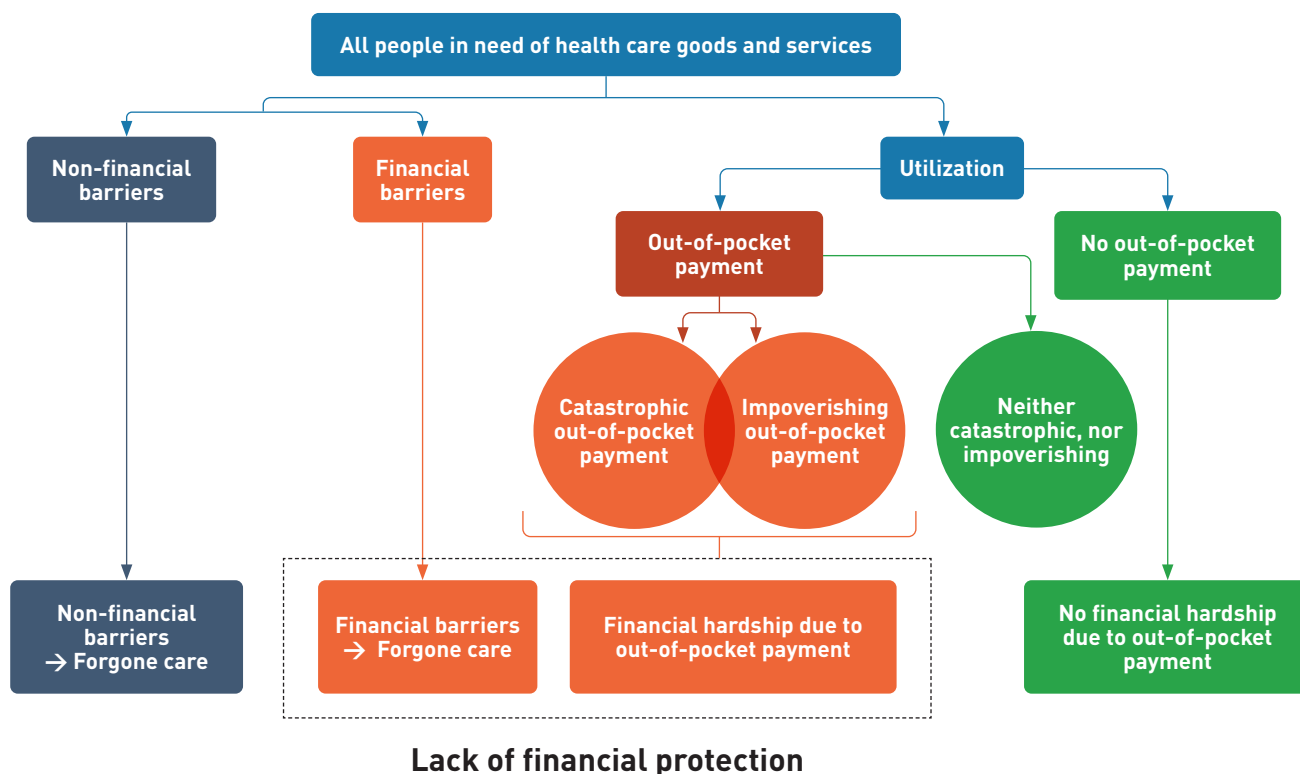 All people in need of health care goods and services
Non-financial
barriers
Financial
barriers
Utilization
Out-of-pocket
payment
No out-of-pocket
payment
Catastrophic
out-of-pocket
payment
Impoverishing
out-of-pocket
payment
Neither
catastrophic, nor
impoverishing
Non-financial
barriers
→ Forgone care
Financial barriers
→ Forgone care
Financial hardship due to
out-of-pocket payment
No financial hardship
due to out-of-pocket
payment
Lack of financial protection